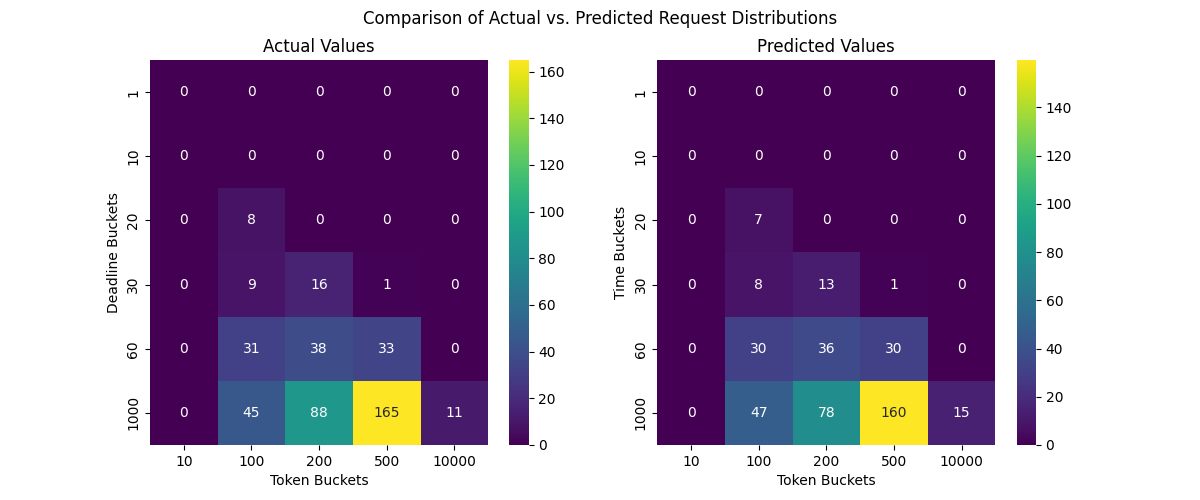 Comparison of Actual vs. Predicted Request Distributions
Actual Values
Deadline Buckets
1 0 0 0 0 0
10 0 0 0 0 0
20 0 8 0 0 0
30 0 9 16 1 0
60 0 31 38 33 0
1000 0 45 88 165 11
10 100 200 500 10000
Token Buckets
160
140
120
100
80
60
40
20
0
Predicted Values
Time Buckets
1 0 0 0 0 0
10 0 0 0 0 0
20 0 7 0 0 0
30 0 8 13 1 0
60 0 30 36 30 0
1000 0 47 78 160 15
10 100 200 500 10000
Token Buckets
140
120
100
80
60
40
20
0